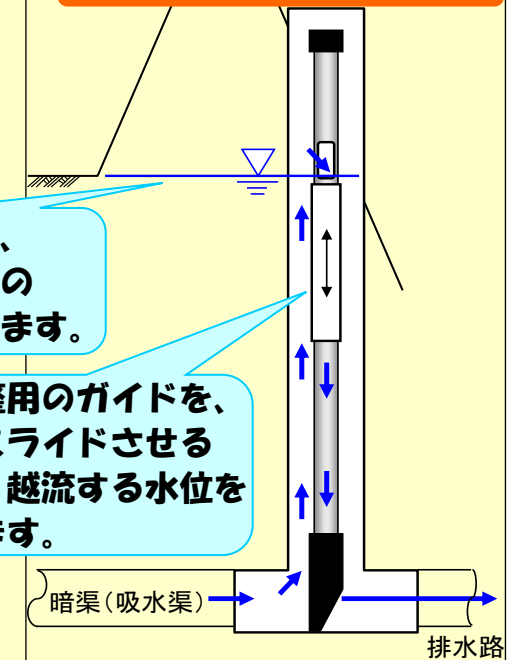 、
の
ます。
用のガイドを、
スライドさせる
越流する水位を
ます。
暗渠(吸水渠)
排水路